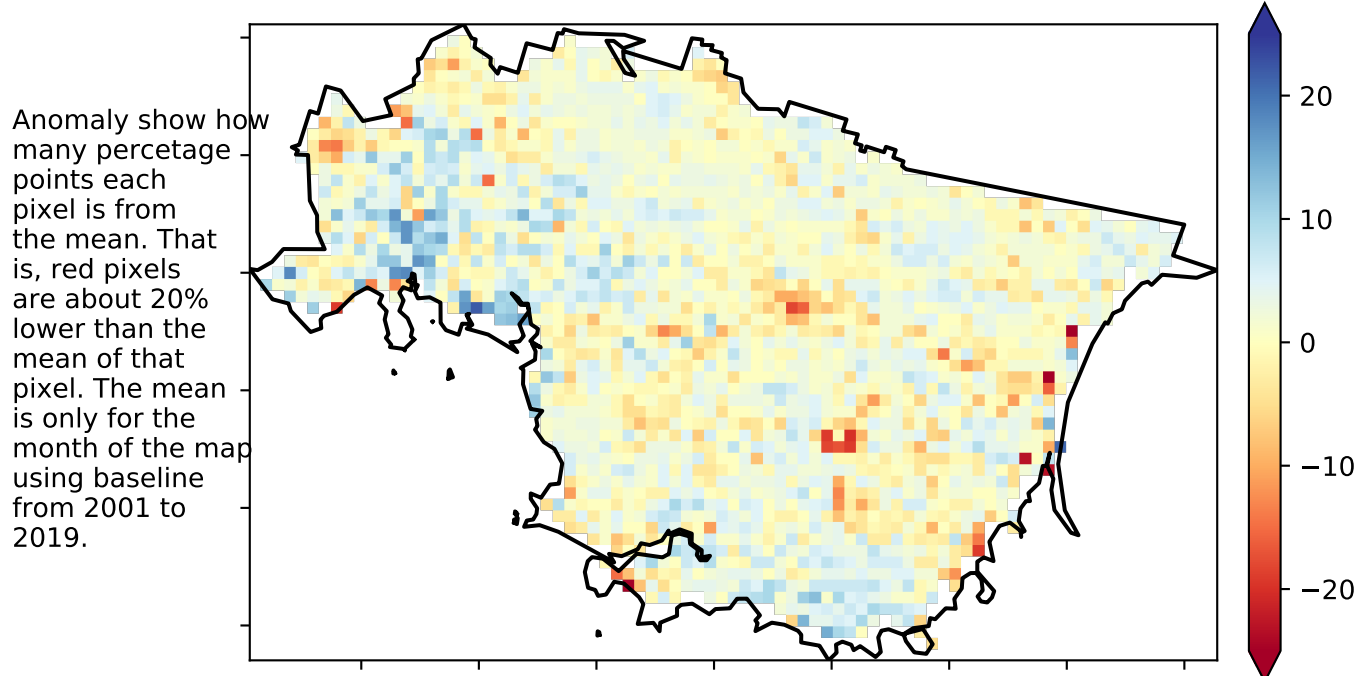 Anomaly show how
many percetage
points each
pixel is from
the mean. That
is, red pixels
are about 20%
lower than the
mean of that
pixel. The mean
is only for the
month of the map
using baseline
from 2001 to
2019.
20
10
0
−10
−20